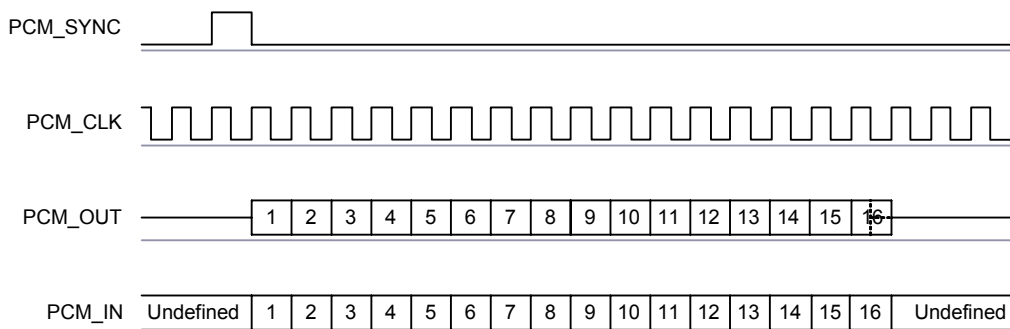 PCM_SYNC
PCM_CLK
PCM_OUT 1 2 3 4 5 6 7 8 9 10 11 12 13 14 15 16
PCM_IN Undefined 1 2 3 4 5 6 7 8 9 10 11 12 13 14 15 16 Undefined